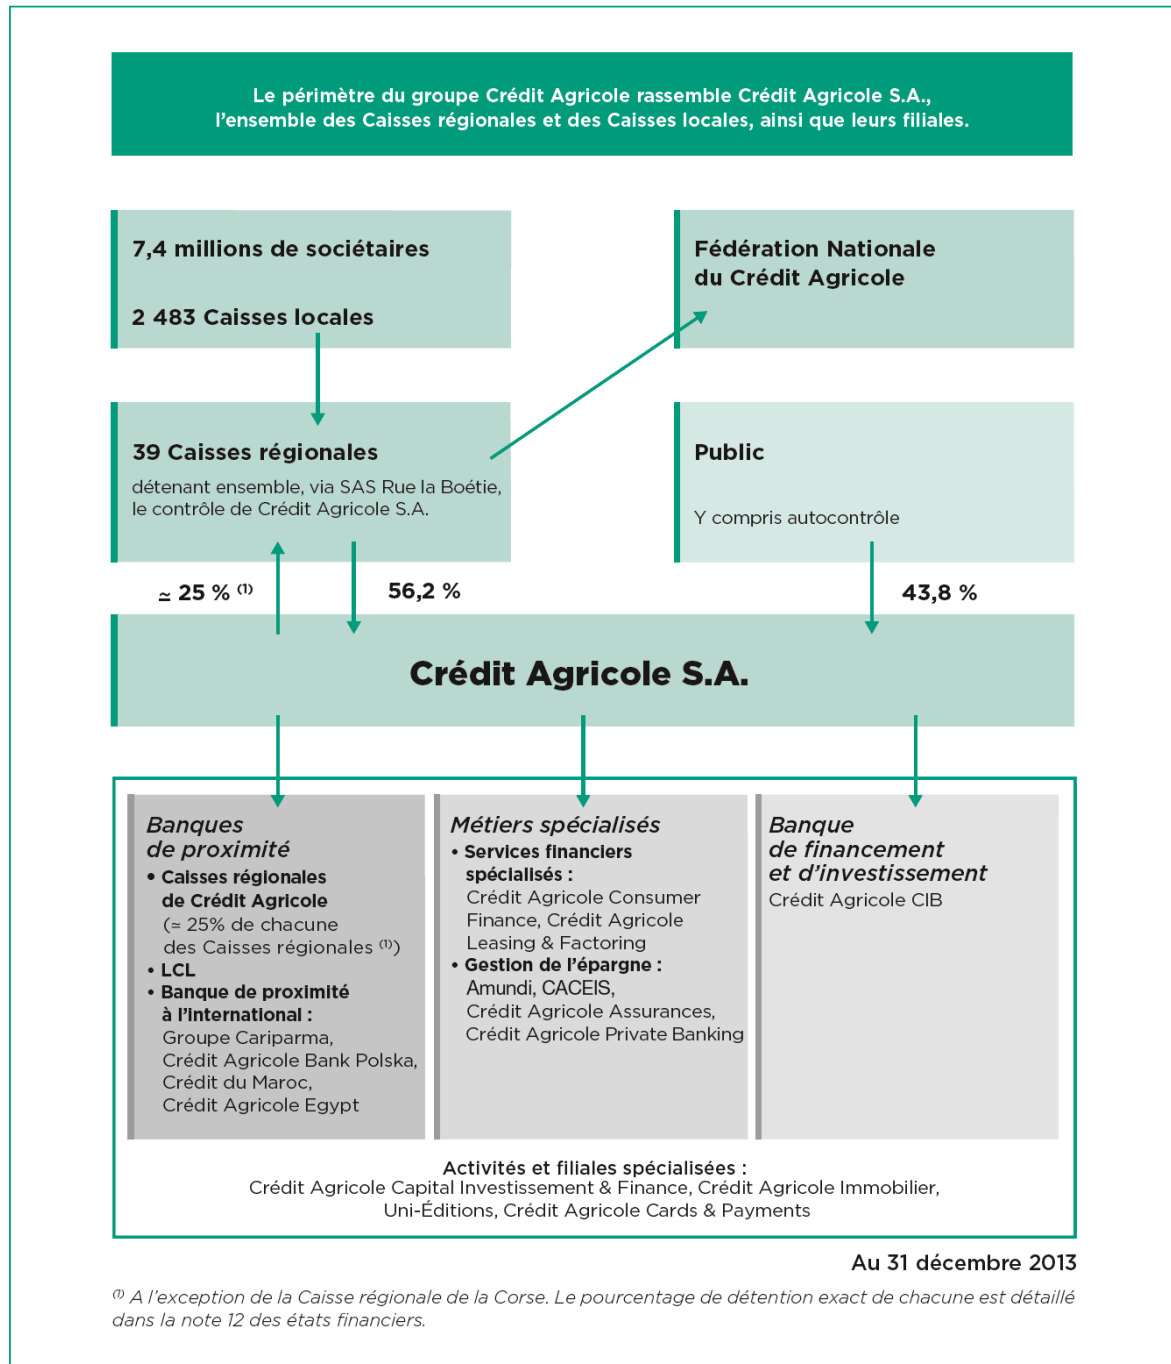 Le périmètre du groupe Crédit Agricole rassemble Crédit Agricole S.A.,
l’ensemble des Caisses régionales et des Caisses locales, ainsi que leurs filiales.
7,4 millions de sociétaires
2 483 Caisses locales
Fédération Nationale
du Crédit Agricole
39 Caisses régionales
détenant ensemble, via SAS Rue la Boétie,
le contrôle de Crédit Agricole S.A.
Public
Y compris autocontrôle
≃ 25 % (1)
56,2 %
43,8 %
Crédit Agricole S.A.
Banques
de proximité
• Caisses régionales
de Crédit Agricole
(≃ 25% de chacune
des Caisses régionales (1))
• LCL
• Banque de proximité
à l’international :
Groupe Cariparma,
Crédit Agricole Bank Polska,
Crédit du Maroc,
Crédit Agricole Egypt
Métiers spécialisés
• Services financiers
spécialisés :
Crédit Agricole Consumer
Finance, Crédit Agricole
Leasing & Factoring
• Gestion de l’épargne :
Amundi, CACEIS,
Crédit Agricole Assurances,
Crédit Agricole Private Banking
Banque
de financement
et d’investissement
Crédit Agricole CIB
Activités et filiales spécialisées :
Crédit Agricole Capital Investissement & Finance, Crédit Agricole Immobilier,
Uni-Éditions, Crédit Agricole Cards & Payments
Au 31 décembre 2013
(1) A l’exception de la Caisse régionale de la Corse. Le pourcentage de détention exact de chacune est détaillé
dans la note 12 des états financiers.